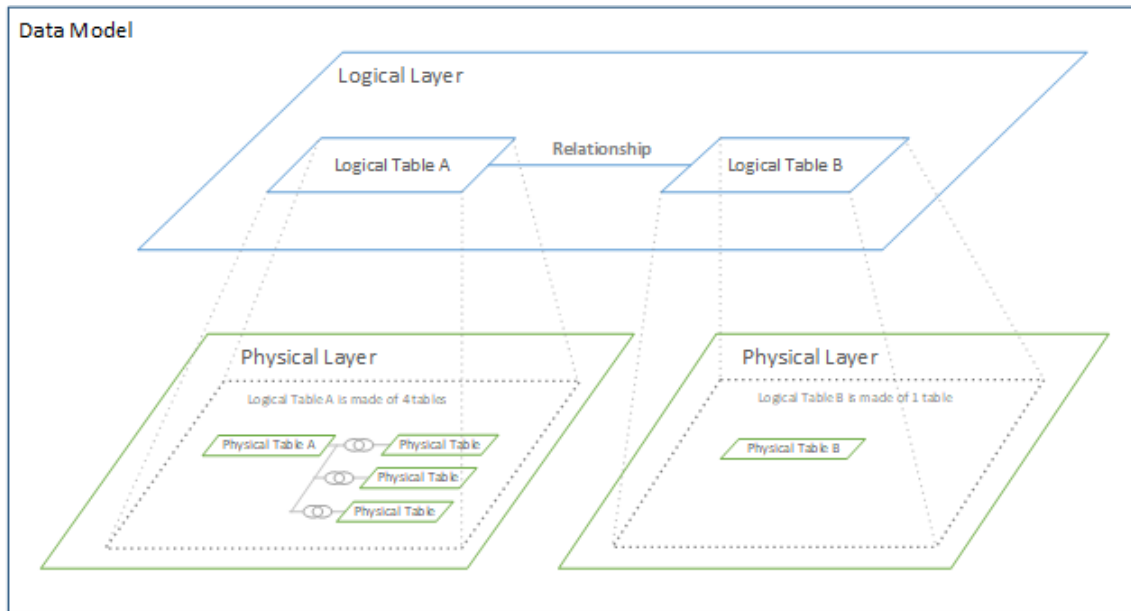 Data Model
Logical Layer
Logical Table A
Relationship
Logical Table B
Physical Layer
Logical Table A is made of 4 tables
Physical Table A
Physical Table
Physical Table
Physical Table
Physical Layer
Logical Table B is made of 1 table
Physical Table B